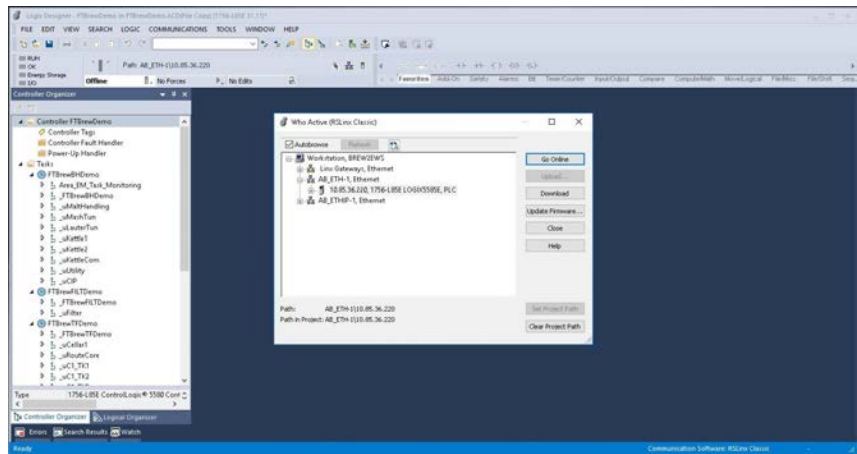 Logix Designer - FTBrewDemo in FTBrewDemo.ACD
FILE EDIT VIEW SEARCH LOGIC COMMUNICATIONS TOOLS WINDOW HELP
RUN
OK
Energy Storage
I/O
Path: AB_ETH-1\10.85.36.220
Offline
No Forces
No Edits
Favorites Add-On Safety Alarms Bit Timer/Counter Input/Output Compare Compute/Math Move/Logical File/Misc. File/Shift
Controller Organizer
Controller FTBrewDemo
Controller Tags
Controller Fault Handler
Power-Up Handler
Tasks
FTBrewBHDemo
Area_EM_Task_Monitoring
_FTBrewBHDemo
_uMaltHandling
_uMashTun
_uLauterTun
_uKettle1
_uKettle2
_uKettleCom
_uUtility
_uCIP
FTBrewFILTDemo
_FTBrewFILTDemo
_uFilter
FTBrewTFDemo
_FTBrewTFDemo
_uCellar1
_uRouteCore
_uC1_TK1
_uC1_TK2
Type 1756-L85E ControlLogix® 5580 Cont
Controller Organizer Logical Organizer
Errors Search Results Watch
Ready
Communication Software: RSLinx Classic
Who Active (RSLinx Classic)
Autobrowse
Refresh
Workstation, BREW2EWS
Linx Gateways, Ethernet
AB_ETH-1, Ethernet
10.85.36.220, 1756-L85E LOGIX5585E, PLC
AB_ETHIP-1, Ethernet
Go Online
Upload...
Download
Update Firmware...
Close
Help
Path: AB_ETH-1\10.85.36.220
Path in Project: AB_ETH-1\10.85.36.220
Set Project Path
Clear Project Path